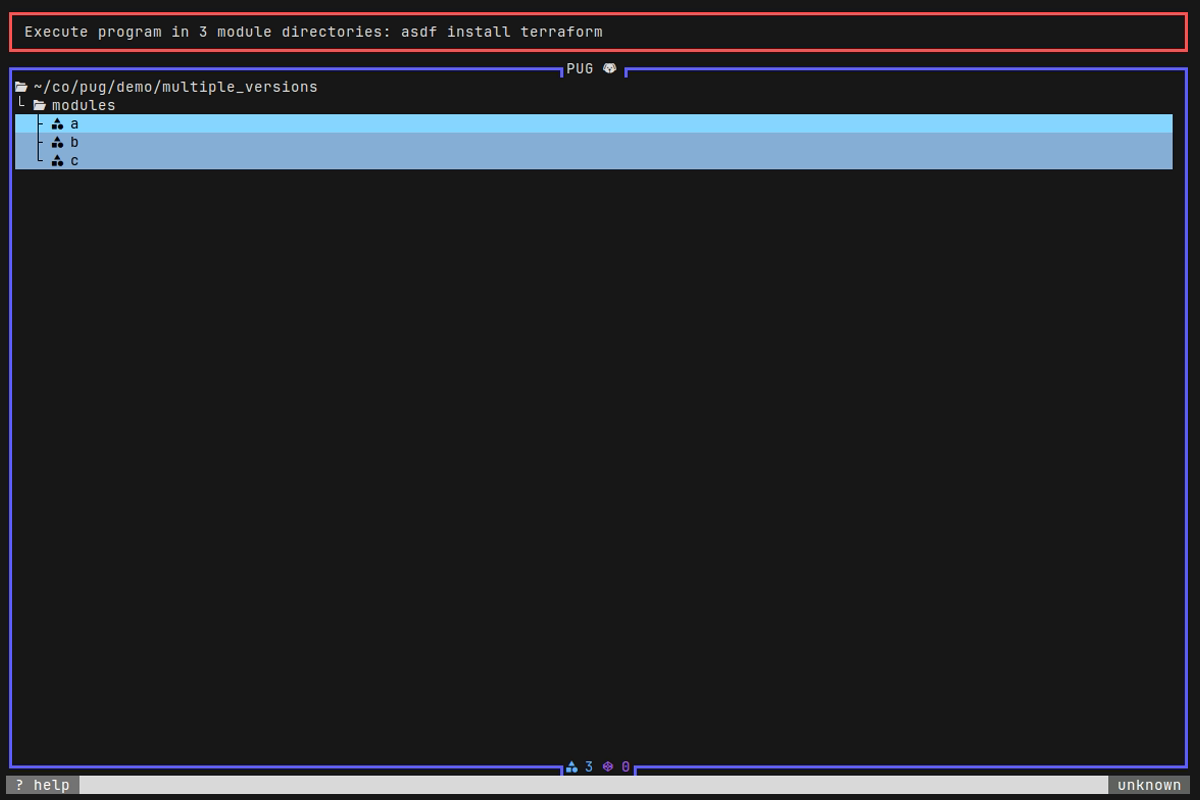 Execute program in 3 module directories: asdf install terraform
PUG
~/co/pug/demo/multiple_versions
modules
a
b
c
3 0
? help unknown